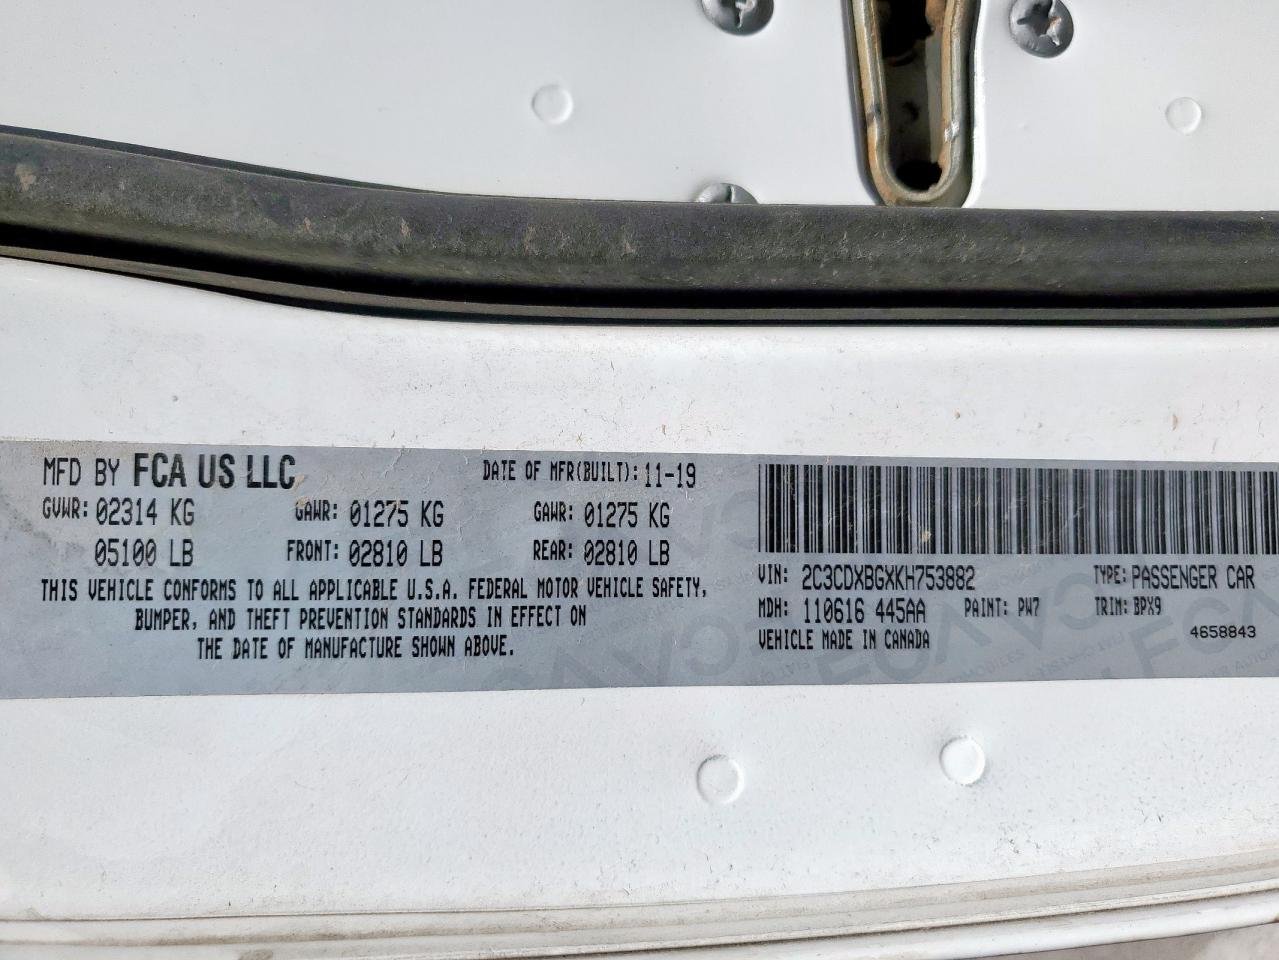 MFD BY FCA US LLC DATE OF MFR(BUILT): 11-19
GVWR: 02314 KG GAWR: 01275 KG GAWR: 01275 KG
05100 LB FRONT: 02810 LB REAR: 02810 LB
THIS VEHICLE CONFORMS TO ALL APPLICABLE U.S.A. FEDERAL MOTOR VEHICLE SAFETY,
BUMPER, AND THEFT PREVENTION STANDARDS IN EFFECT ON
THE DATE OF MANUFACTURE SHOWN ABOVE.
VIN: 2C3CDXBGXKH753882 TYPE: PASSENGER CAR
MDH: 110616 445AA PAINT: PW7 TRIM: BPX9
VEHICLE MADE IN CANADA 4658843